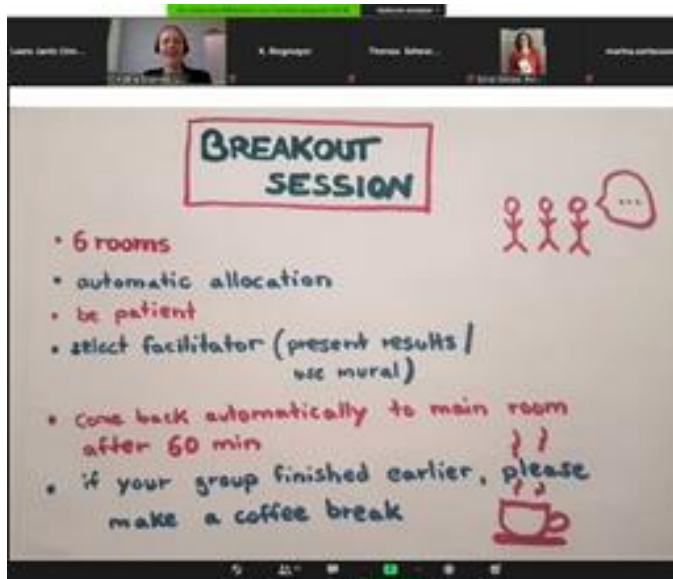 BREAKOUT
SESSION
• 6 rooms
• automatic allocation
• be patient
• select facilitator (present results /
use mural)
• come back automatically to main room
after 60 min
• if your group finished earlier, please
make a coffee break
...